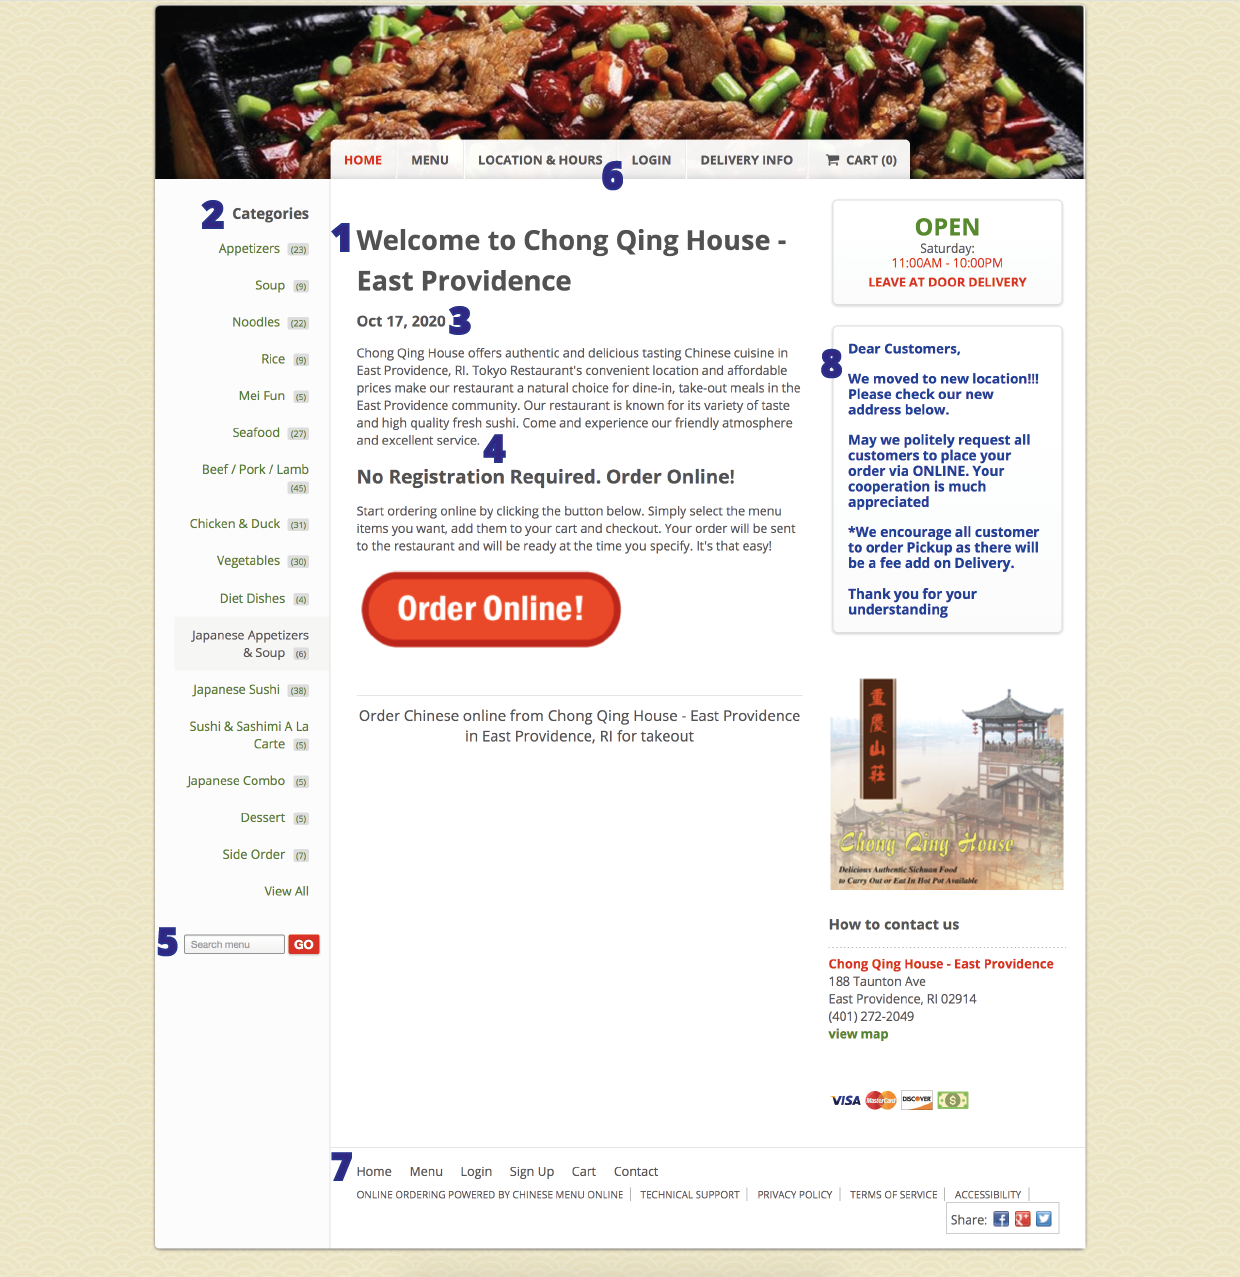 HOME MENU LOCATION & HOURS LOGIN DELIVERY INFO CART (0)
6
2 Categories
Appetizers (23)
Soup (9)
Noodles (22)
Rice (9)
Mei Fun (5)
Seafood (27)
Beef / Pork / Lamb
(45)
Chicken & Duck (31)
Vegetables (30)
Diet Dishes (4)
Japanese Appetizers
& Soup (6)
Japanese Sushi (38)
Sushi & Sashimi A La
Carte (5)
Japanese Combo (5)
Dessert (5)
Side Order (7)
View All
5 Search menu GO
1 Welcome to Chong Qing House -
East Providence
Oct 17, 2020 3
Chong Qing House offers authentic and delicious tasting Chinese cuisine in
East Providence, RI. Tokyo Restaurant's convenient location and affordable
prices make our restaurant a natural choice for dine-in, take-out meals in the
East Providence community. Our restaurant is known for its variety of taste
and high quality fresh sushi. Come and experience our friendly atmosphere
and excellent service. 4
No Registration Required. Order Online!
Start ordering online by clicking the button below. Simply select the menu
items you want, add them to your cart and checkout. Your order will be sent
to the restaurant and will be ready at the time you specify. It's that easy!
Order Online!
Order Chinese online from Chong Qing House - East Providence
in East Providence, RI for takeout
OPEN
Saturday:
11:00AM - 10:00PM
LEAVE AT DOOR DELIVERY
8 Dear Customers,
We moved to new location!!!
Please check our new
address below.
May we politely request all
customers to place your
order via ONLINE. Your
cooperation is much
appreciated
*We encourage all customer
to order Pickup as there will
be a fee add on Delivery.
Thank you for your
understanding
重慶山莊
Chong Qing House
Delicious Authentic Sichuan Food
to Carry Out or Eat In Hot Pot Available
How to contact us
Chong Qing House - East Providence
188 Taunton Ave
East Providence, RI 02914
(401) 272-2049
view map
VISA MasterCard DISCOVER $
7 Home Menu Login Sign Up Cart Contact
ONLINE ORDERING POWERED BY CHINESE MENU ONLINE TECHNICAL SUPPORT PRIVACY POLICY TERMS OF SERVICE ACCESSIBILITY
Share: f g+